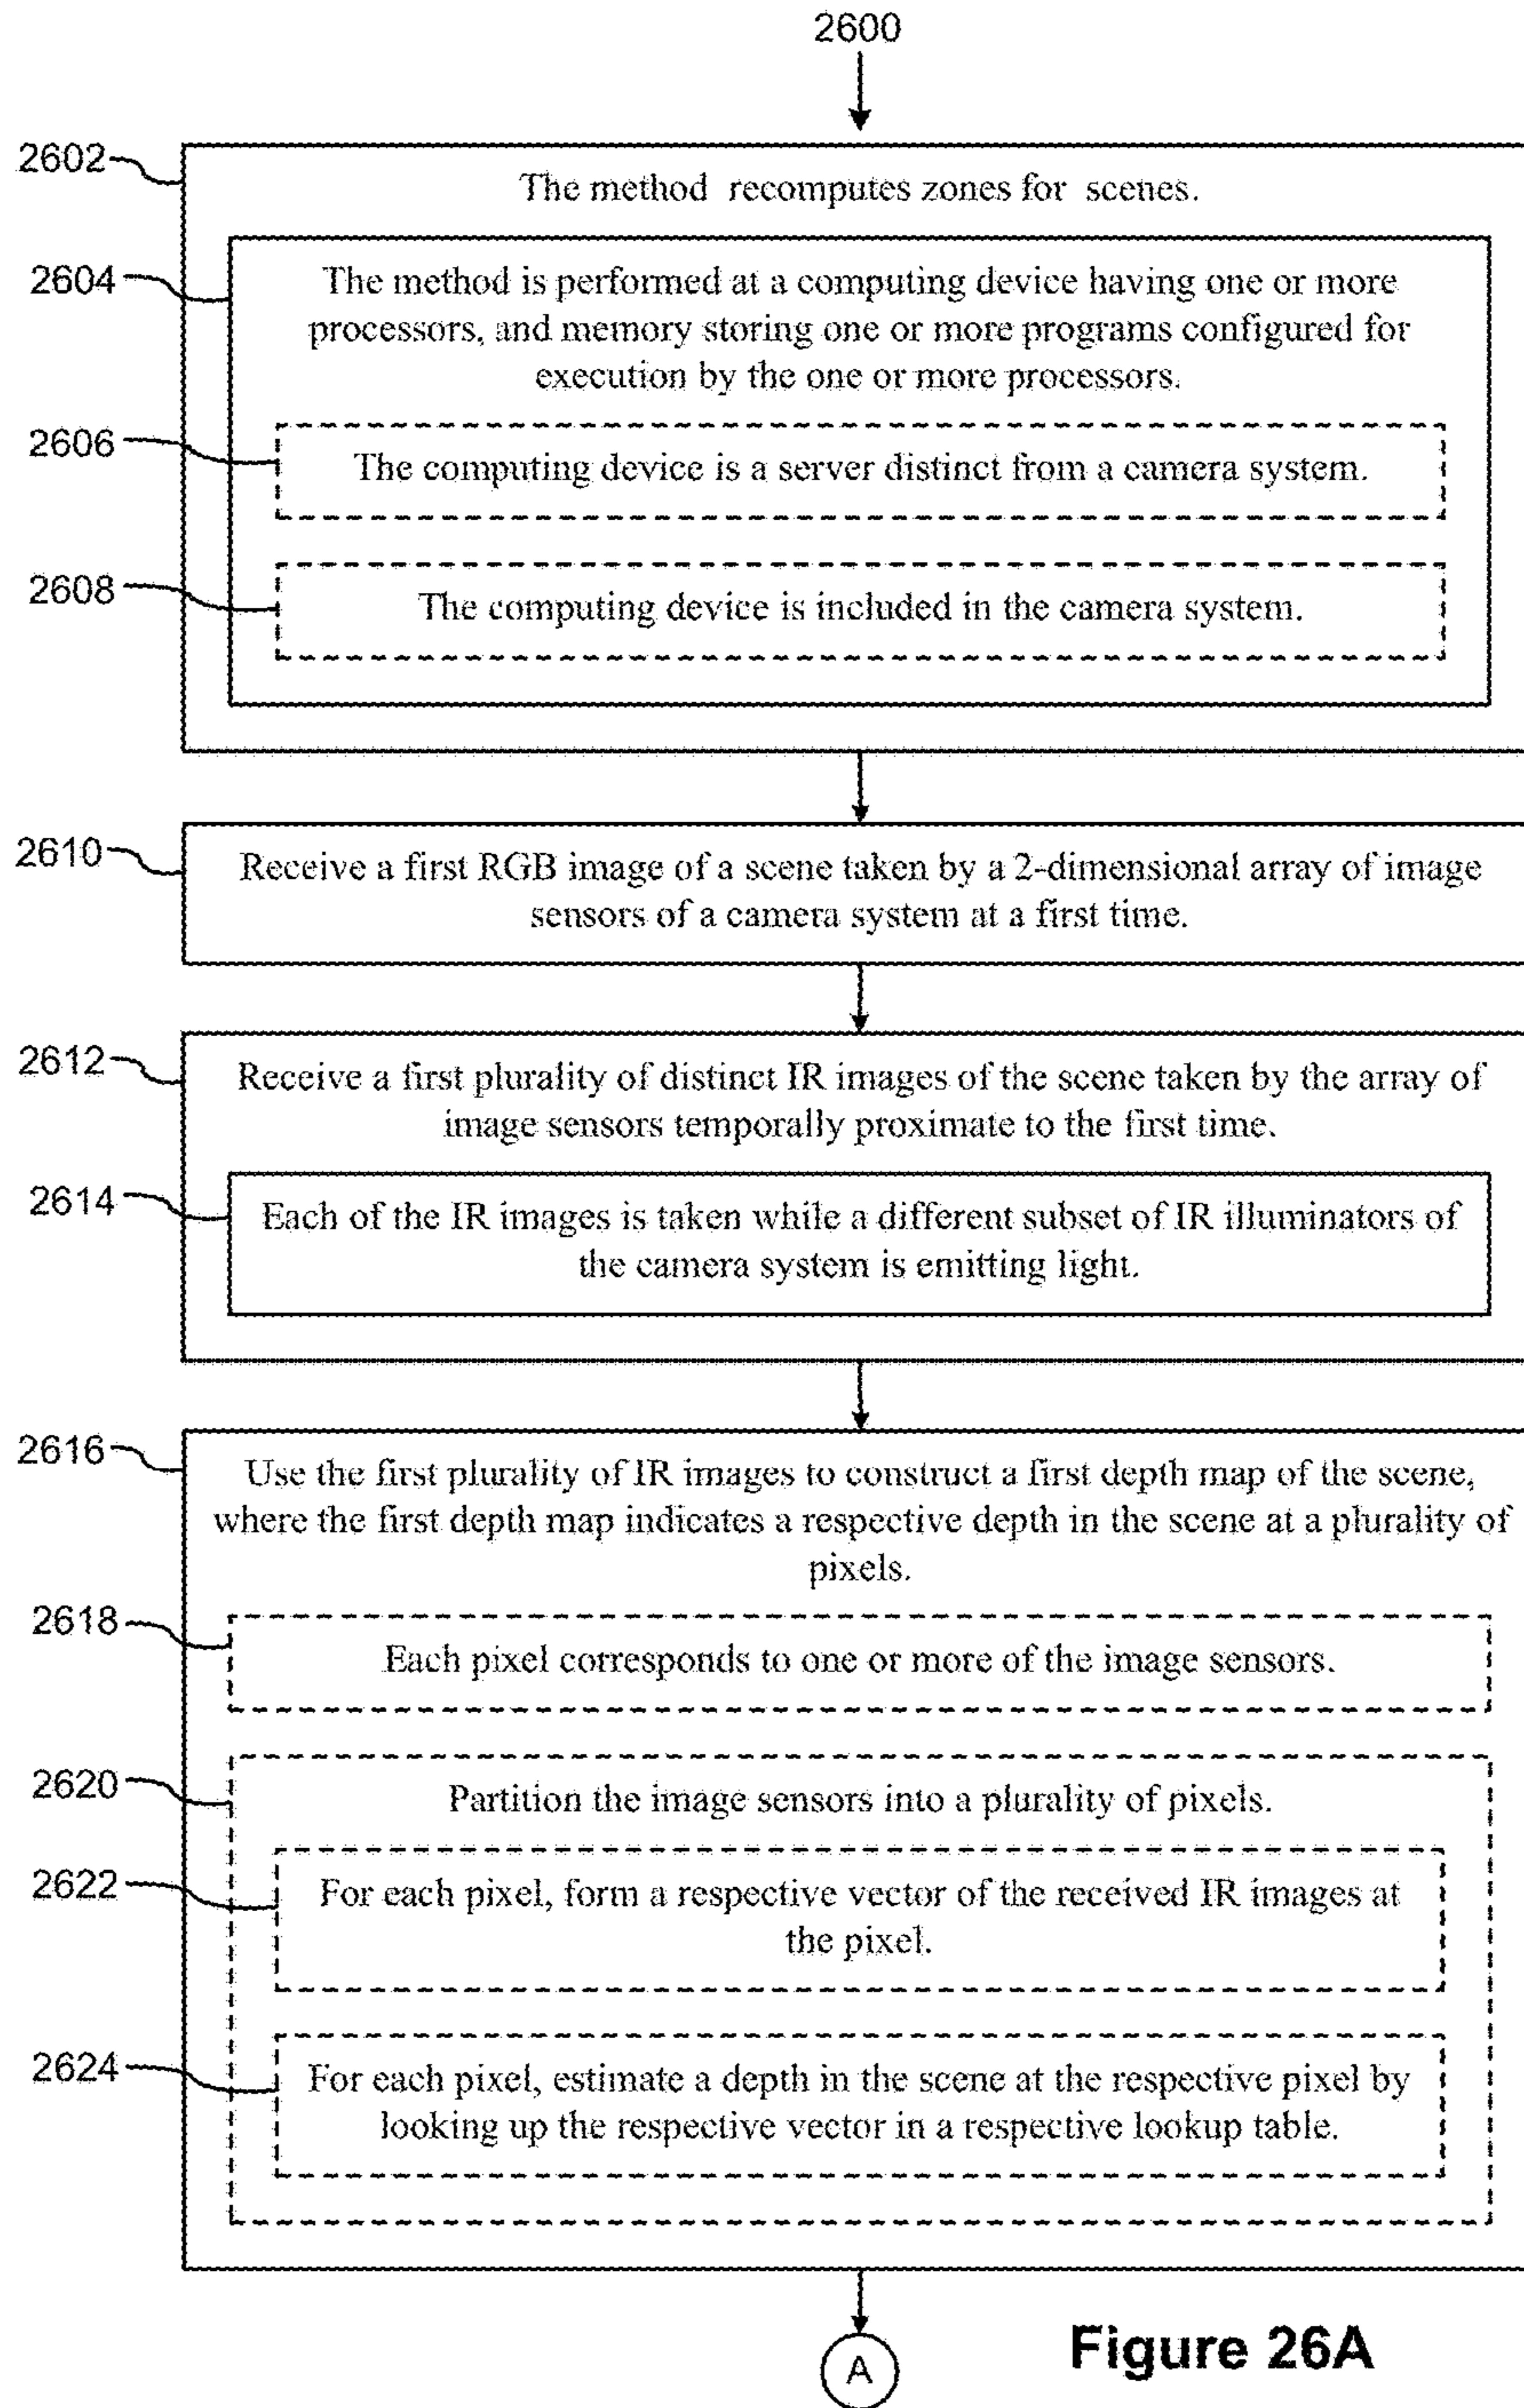 2600
2602
The method recomputes zones for scenes.
2604
The method is performed at a computing device having one or more
processors, and memory storing one or more programs configured for
execution by the one or more processors.
2606
The computing device is a server distinct from a camera system.
2608
The computing device is included in the camera system.
2610
Receive a first RGB image of a scene taken by a 2-dimensional array of image
sensors of a camera system at a first time.
2612
Receive a first plurality of distinct IR images of the scene taken by the array of
image sensors temporally proximate to the first time.
2614
Each of the IR images is taken while a different subset of IR illuminators of
the camera system is emitting light.
2616
Use the first plurality of IR images to construct a first depth map of the scene,
where the first depth map indicates a respective depth in the scene at a plurality of
pixels.
2618
Each pixel corresponds to one or more of the image sensors.
2620
Partition the image sensors into a plurality of pixels.
2622
For each pixel, form a respective vector of the received IR images at
the pixel.
2624
For each pixel, estimate a depth in the scene at the respective pixel by
looking up the respective vector in a respective lookup table.
A
Figure 26A